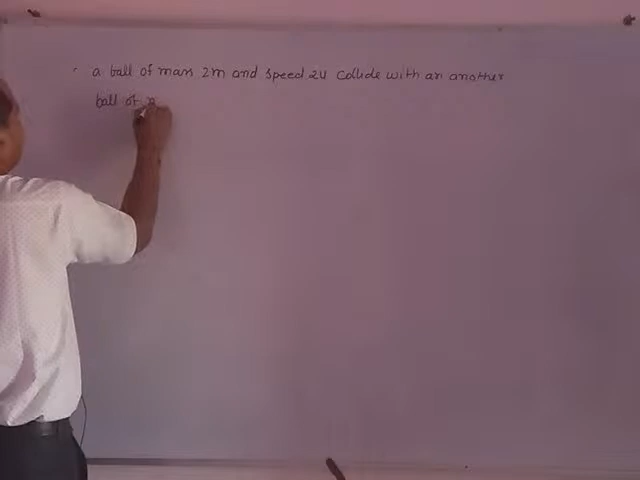 a ball of mass 2m and speed 2u collide with an another
ball of